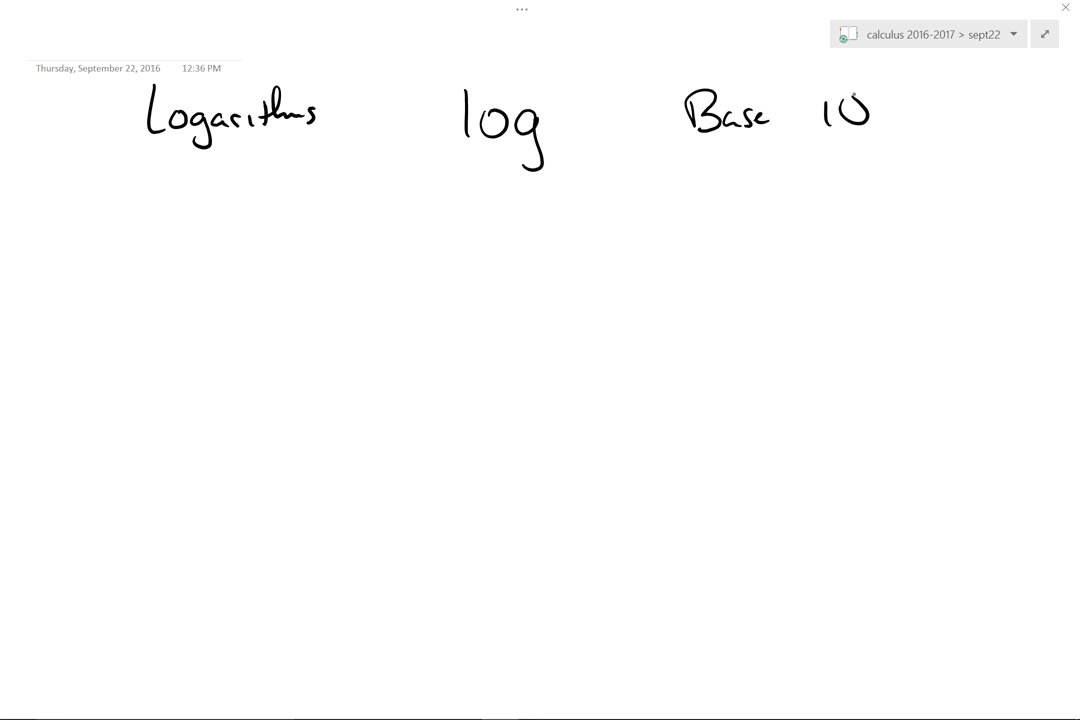 ...
calculus 2016-2017 > sept22
Thursday, September 22, 2016 12:36 PM
Logarithms log Base 10